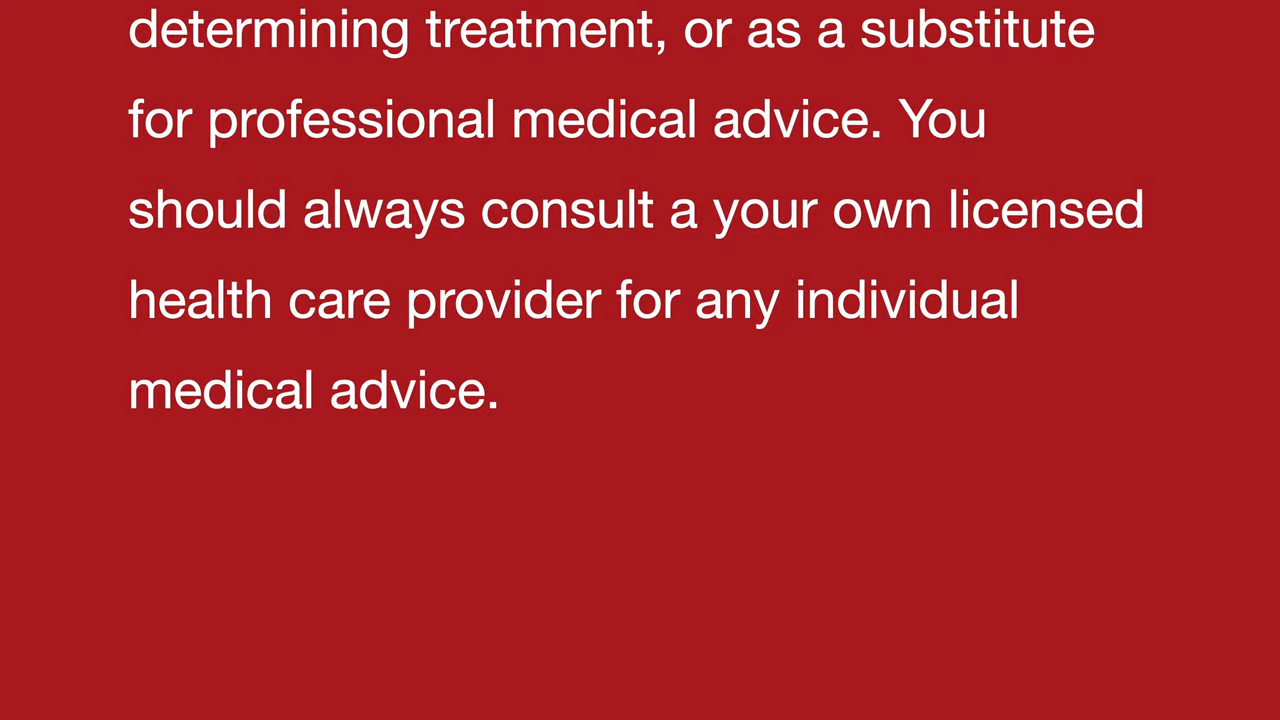 determining treatment, or as a substitute
for professional medical advice. You
should always consult a your own licensed
health care provider for any individual
medical advice.